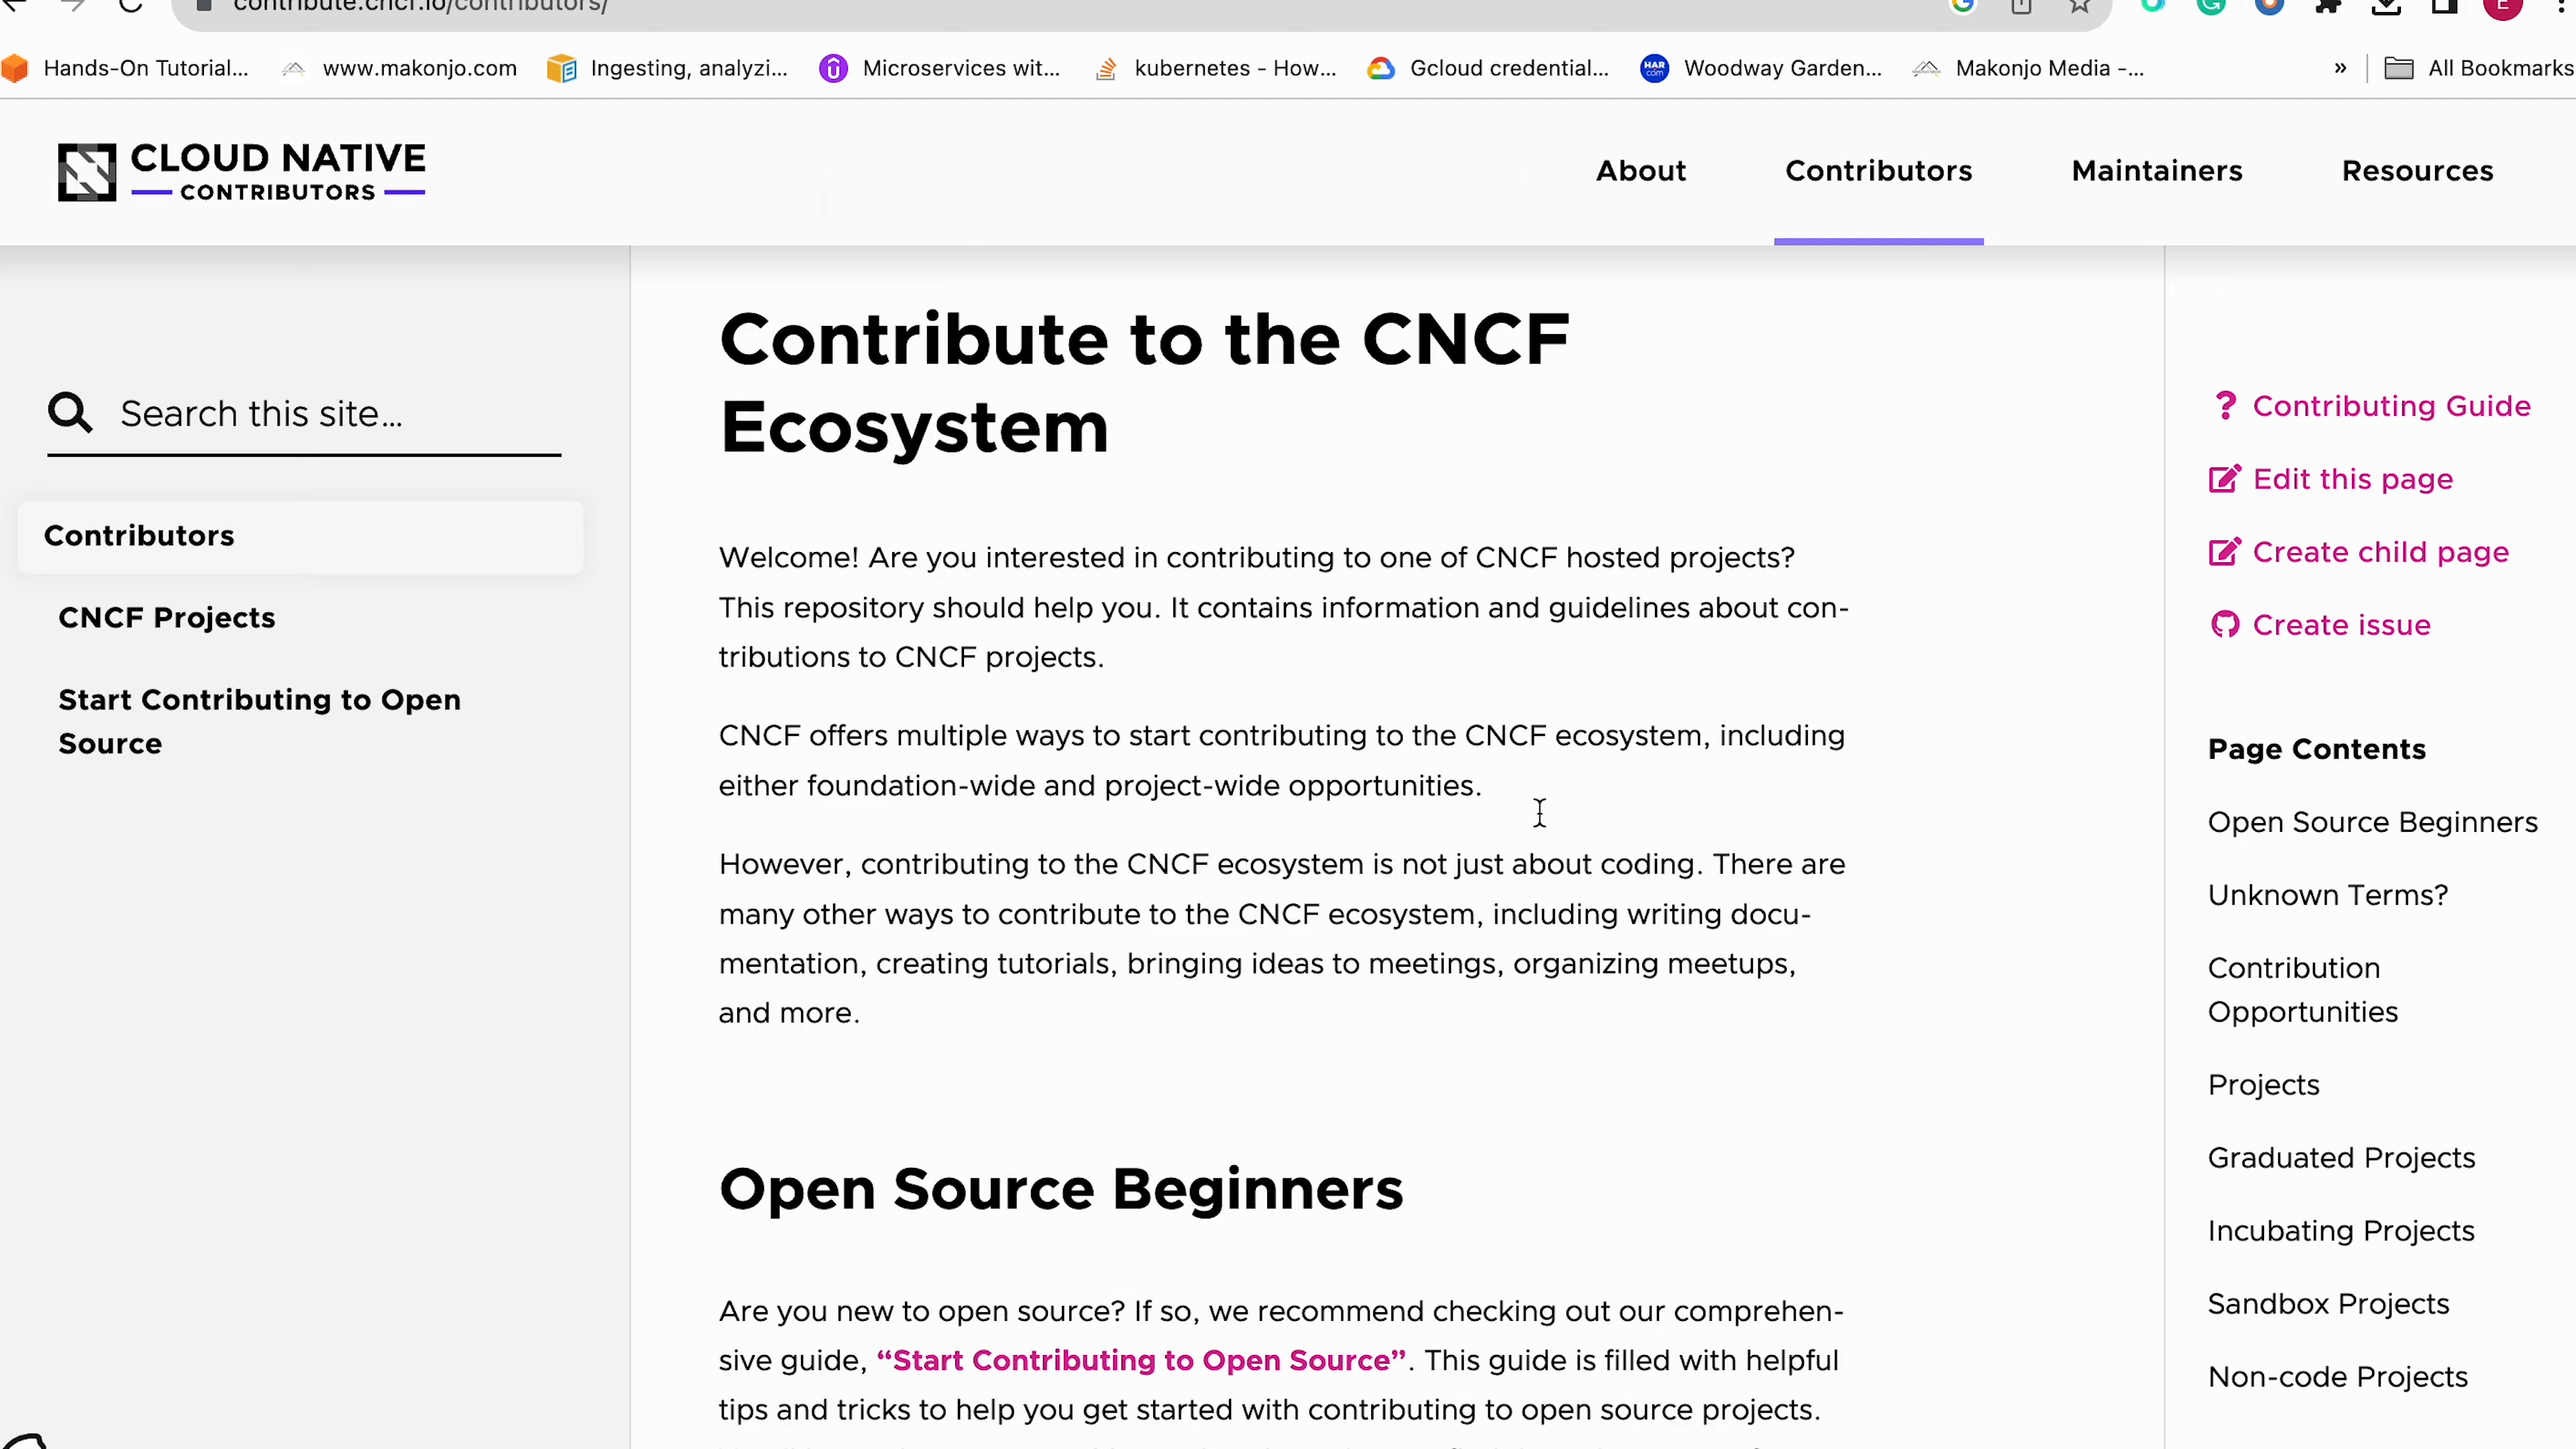 contribute.cncf.io/contributors/
E
Hands-On Tutorial...
www.makonjo.com
Ingesting, analyzi...
Microservices wit...
kubernetes - How...
Gcloud credential...
HAR
com
Woodway Garden...
Makonjo Media -...
»
All Bookmarks
CLOUD NATIVE
CONTRIBUTORS
About
Contributors
Maintainers
Resources
Search this site...
Contributors
CNCF Projects
Start Contributing to Open
Source
Contribute to the CNCF
Ecosystem
Welcome! Are you interested in contributing to one of CNCF hosted projects?
This repository should help you. It contains information and guidelines about con-
tributions to CNCF projects.
CNCF offers multiple ways to start contributing to the CNCF ecosystem, including
either foundation-wide and project-wide opportunities.
However, contributing to the CNCF ecosystem is not just about coding. There are
many other ways to contribute to the CNCF ecosystem, including writing docu-
mentation, creating tutorials, bringing ideas to meetings, organizing meetups,
and more.
Open Source Beginners
Are you new to open source? If so, we recommend checking out our comprehen-
sive guide, “Start Contributing to Open Source”. This guide is filled with helpful
tips and tricks to help you get started with contributing to open source projects.
Contributing Guide
Edit this page
Create child page
Create issue
Page Contents
Open Source Beginners
Unknown Terms?
Contribution
Opportunities
Projects
Graduated Projects
Incubating Projects
Sandbox Projects
Non-code Projects